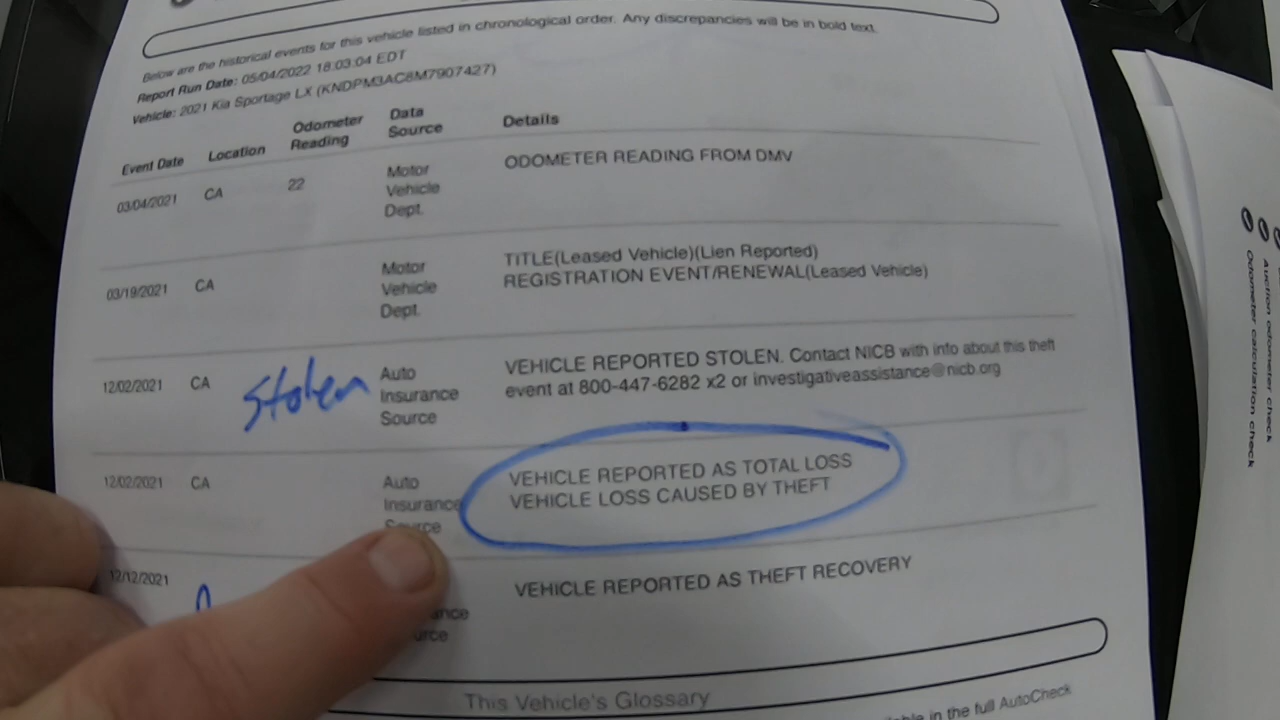 Below are the historical events for this vehicle listed in chronological order. Any discrepancies will be in bold text.
Report Run Date: 05/04/2022 18:03:04 EDT
Vehicle: 2021 Kia Sportage LX (KNDPM3AC8M7907427)
Event Date Location Odometer Reading Data Source Details
03/04/2021 CA 22 Motor Vehicle Dept. ODOMETER READING FROM DMV
03/19/2021 CA Motor Vehicle Dept. TITLE(Leased Vehicle)(Lien Reported)
REGISTRATION EVENT/RENEWAL(Leased Vehicle)
12/02/2021 CA Stolen Auto Insurance Source VEHICLE REPORTED STOLEN. Contact NICB with info about this theft
event at 800-447-6282 x2 or investigativeassistance@nicb.org
12/02/2021 CA Auto Insurance Source VEHICLE REPORTED AS TOTAL LOSS
VEHICLE LOSS CAUSED BY THEFT
12/12/2021 VEHICLE REPORTED AS THEFT RECOVERY
This Vehicle's Glossary
in the full AutoCheck
Auction odometer check
Odometer calculation check